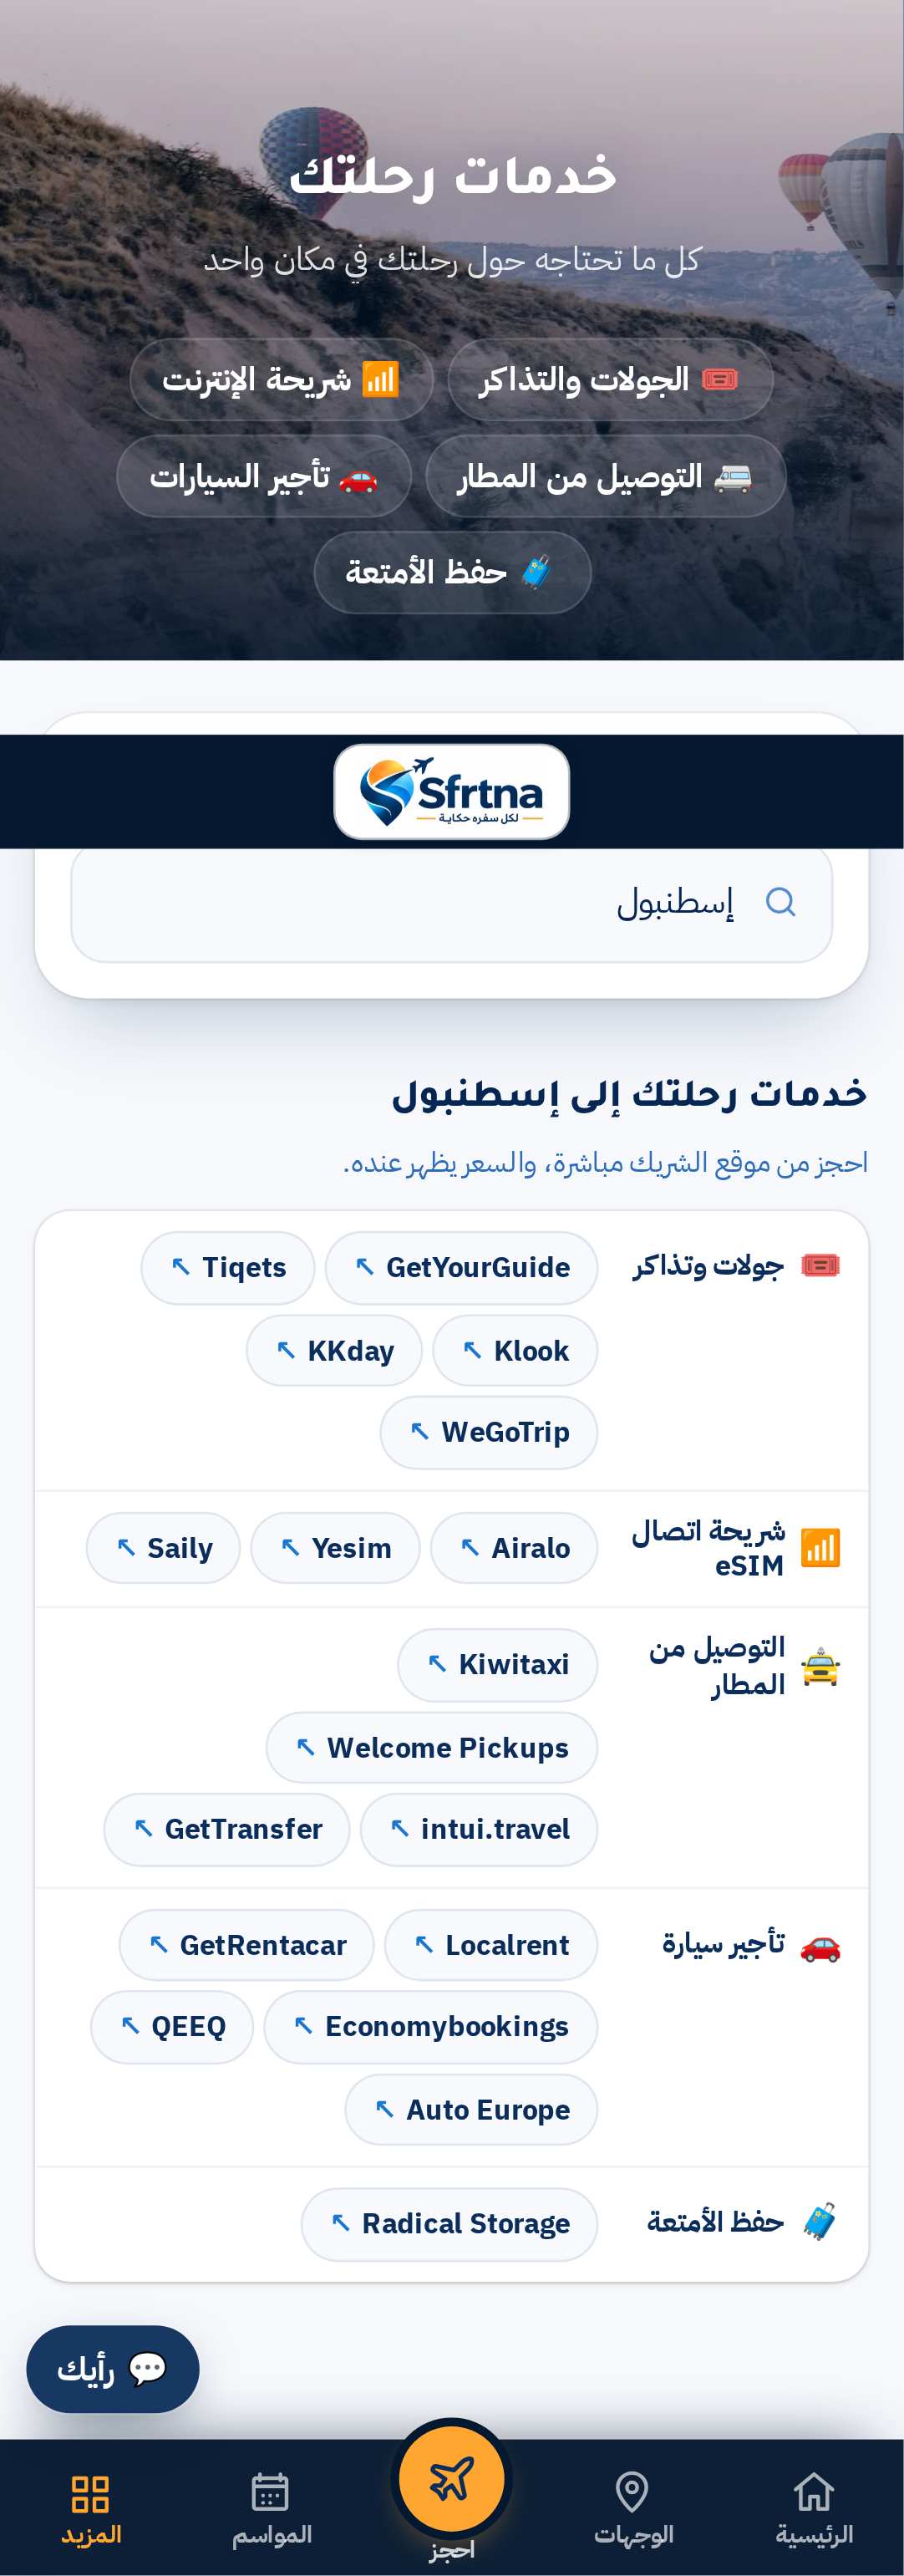 خدمات رحلتك
كل ما تحتاجه حول رحلتك في مكان واحد
الجولات والتذاكر
شريحة الإنترنت
التوصيل من المطار
تأجير السيارات
حفظ الأمتعة
Sfrtna
لكل سفره حكاية
إسطنبول
خدمات رحلتك إلى إسطنبول
احجز من موقع الشريك مباشرة، والسعر يظهر عنده.
جولات وتذاكر
GetYourGuide
Tiqets
Klook
KKday
WeGoTrip
شريحة اتصال
eSIM
Airalo
Yesim
Saily
التوصيل من
المطار
Kiwitaxi
Welcome Pickups
intui.travel
GetTransfer
تأجير سيارة
Localrent
GetRentacar
Economybookings
QEEQ
Auto Europe
حفظ الأمتعة
Radical Storage
رأيك
الرئيسية
الوجهات
احجز
المواسم
المزيد